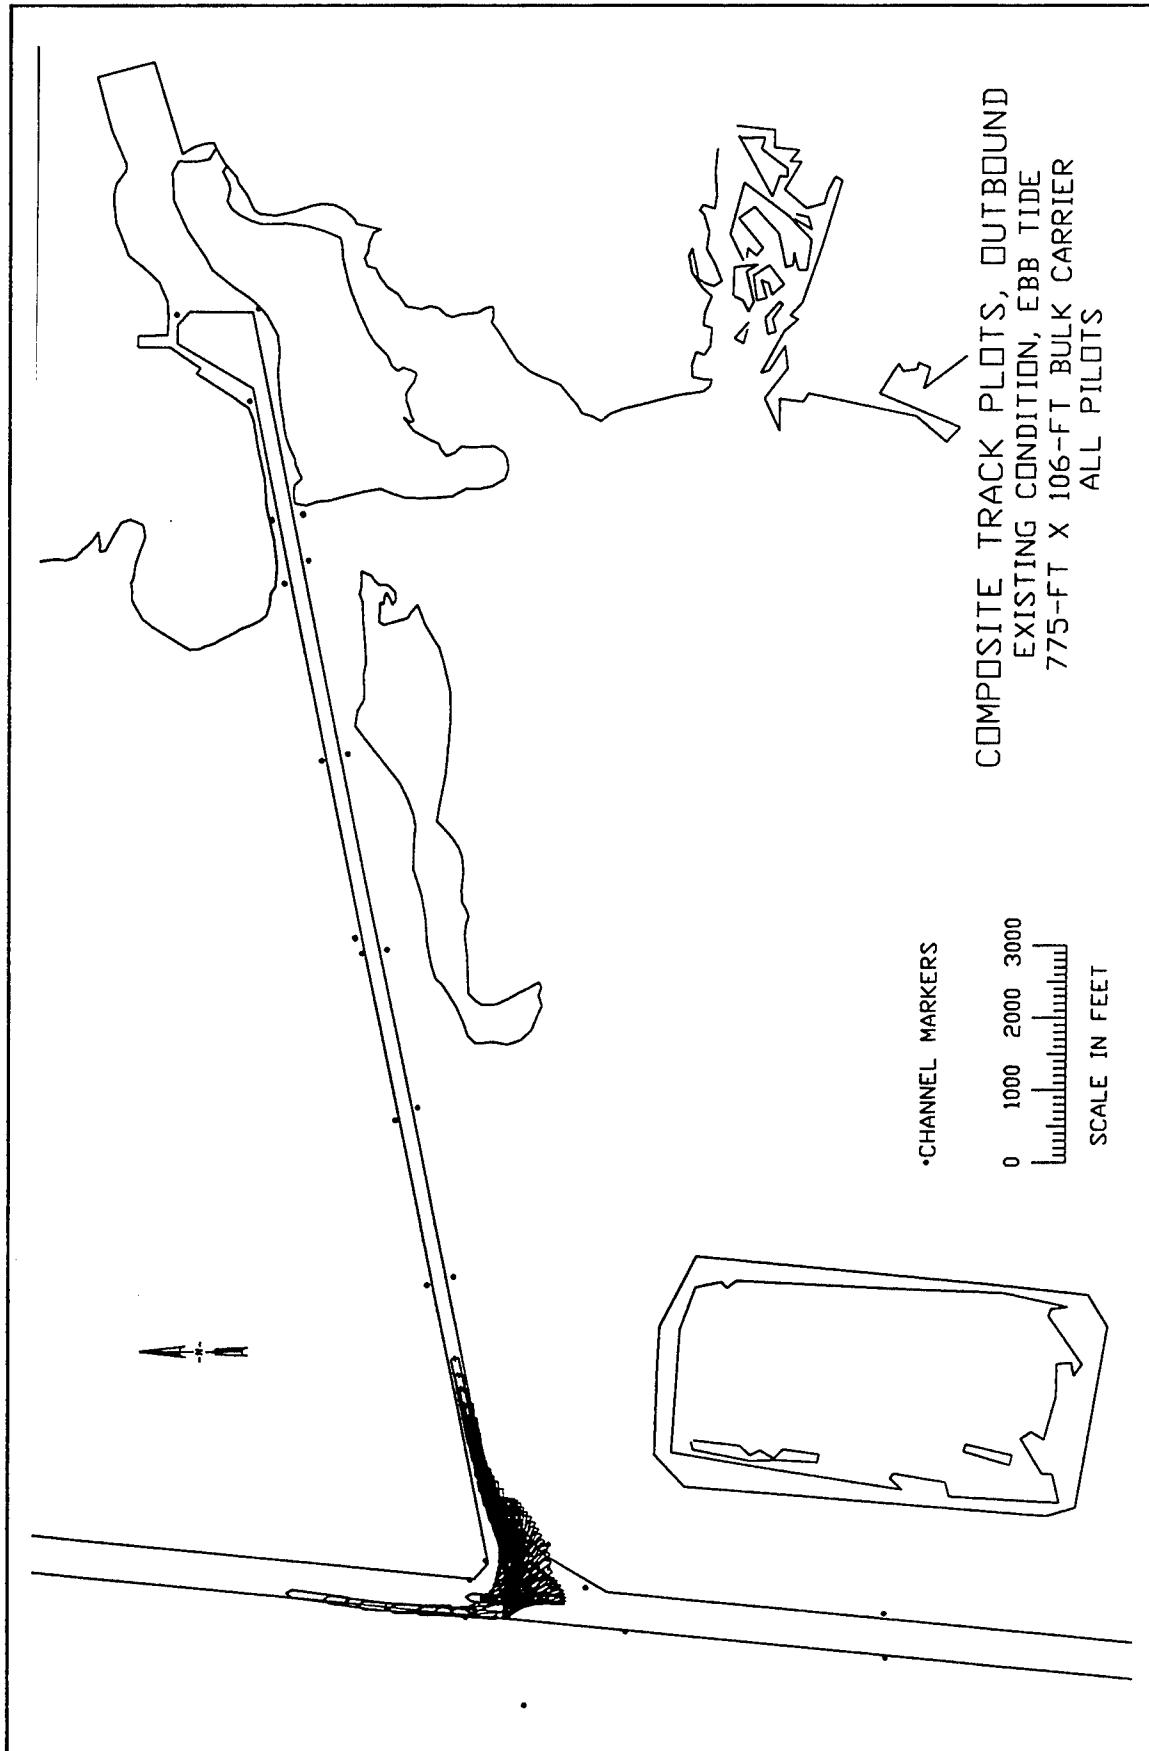 COMPOSITE TRACK PLOTS, OUTBOUND
EXISTING CONDITION, EBB TIDE
775-FT X 106-FT BULK CARRIER
ALL PILOTS
•CHANNEL MARKERS
0 1000 2000 3000
SCALE IN FEET
-N-